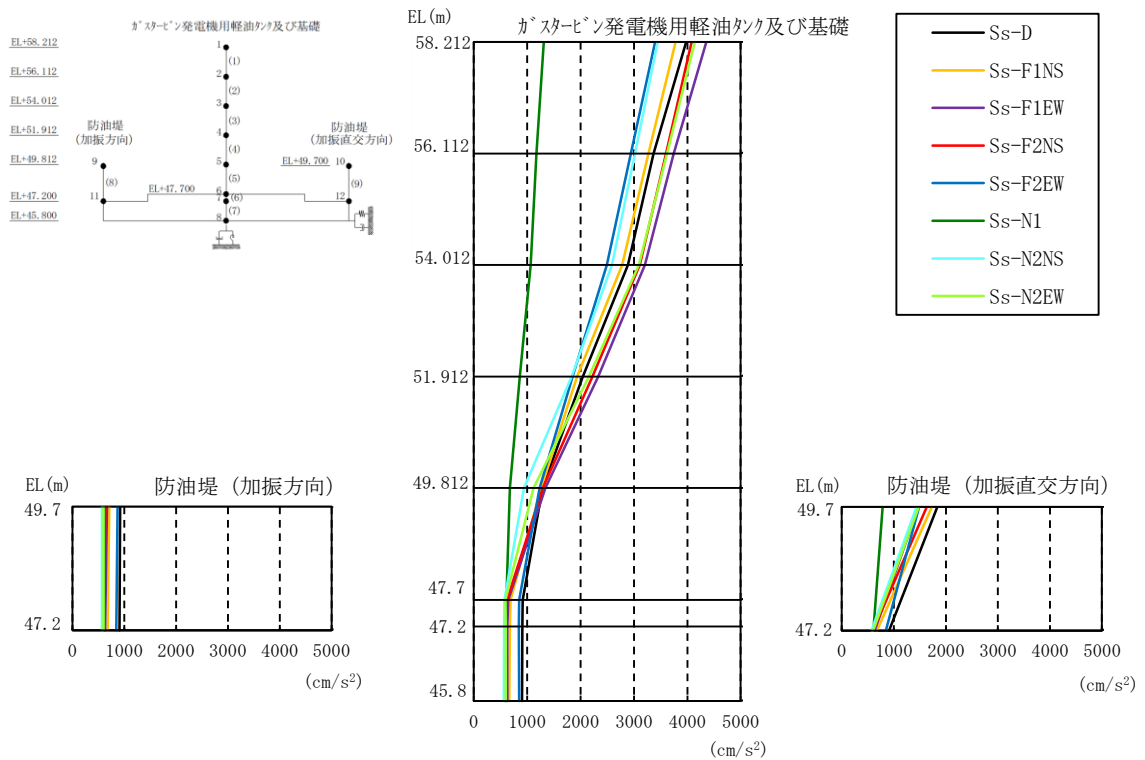 ｶﾞｽﾀｰﾋﾞﾝ発電機用軽油ﾀﾝｸ及び基礎
EL+58.212
EL+56.112
EL+54.012
EL+51.912
EL+49.812
EL+47.200
EL+45.800
EL+47.700
EL+49.700
防油堤
(加振方向)
防油堤
(加振直交方向)
1
(1)
2
(2)
3
(3)
4
(4)
5
(5)
6
7
(6)
(7)
8
9
(8)
11
10
(9)
12
EL(m)
ｶﾞｽﾀｰﾋﾞﾝ発電機用軽油ﾀﾝｸ及び基礎
58.212
56.112
54.012
51.912
49.812
47.7
47.2
45.8
0 1000 2000 3000 4000 5000
(cm/s²)
Ss-D
Ss-F1NS
Ss-F1EW
Ss-F2NS
Ss-F2EW
Ss-N1
Ss-N2NS
Ss-N2EW
EL(m)
防油堤 (加振方向)
49.7
47.2
0 1000 2000 3000 4000 5000
(cm/s²)
EL(m)
防油堤 (加振直交方向)
49.7
47.2
0 1000 2000 3000 4000 5000
(cm/s²)